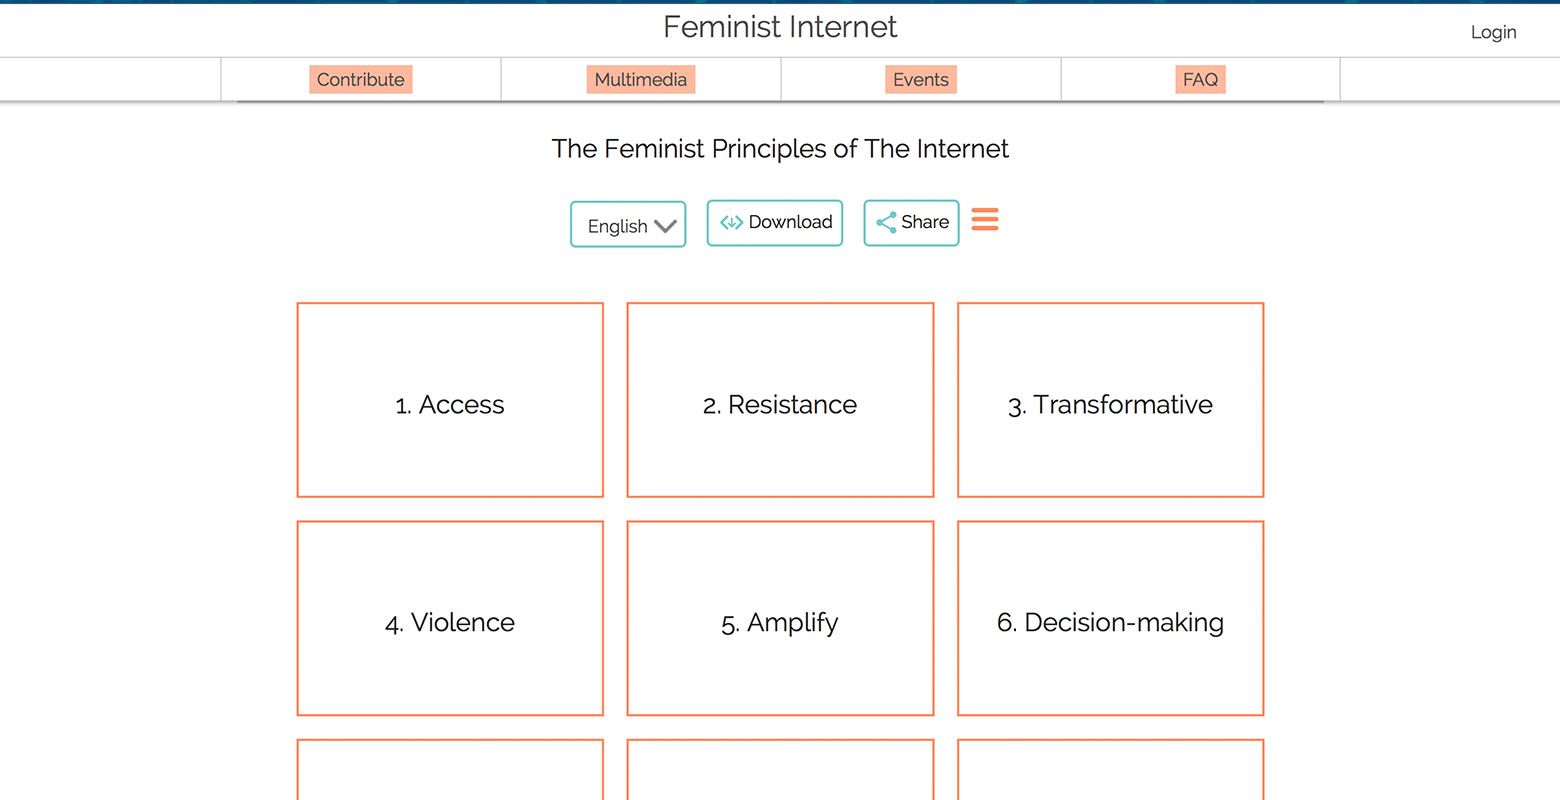 Feminist Internet
Login
Contribute
Multimedia
Events
FAQ
The Feminist Principles of The Internet
English
Download
Share
1. Access
2. Resistance
3. Transformative
4. Violence
5. Amplify
6. Decision-making